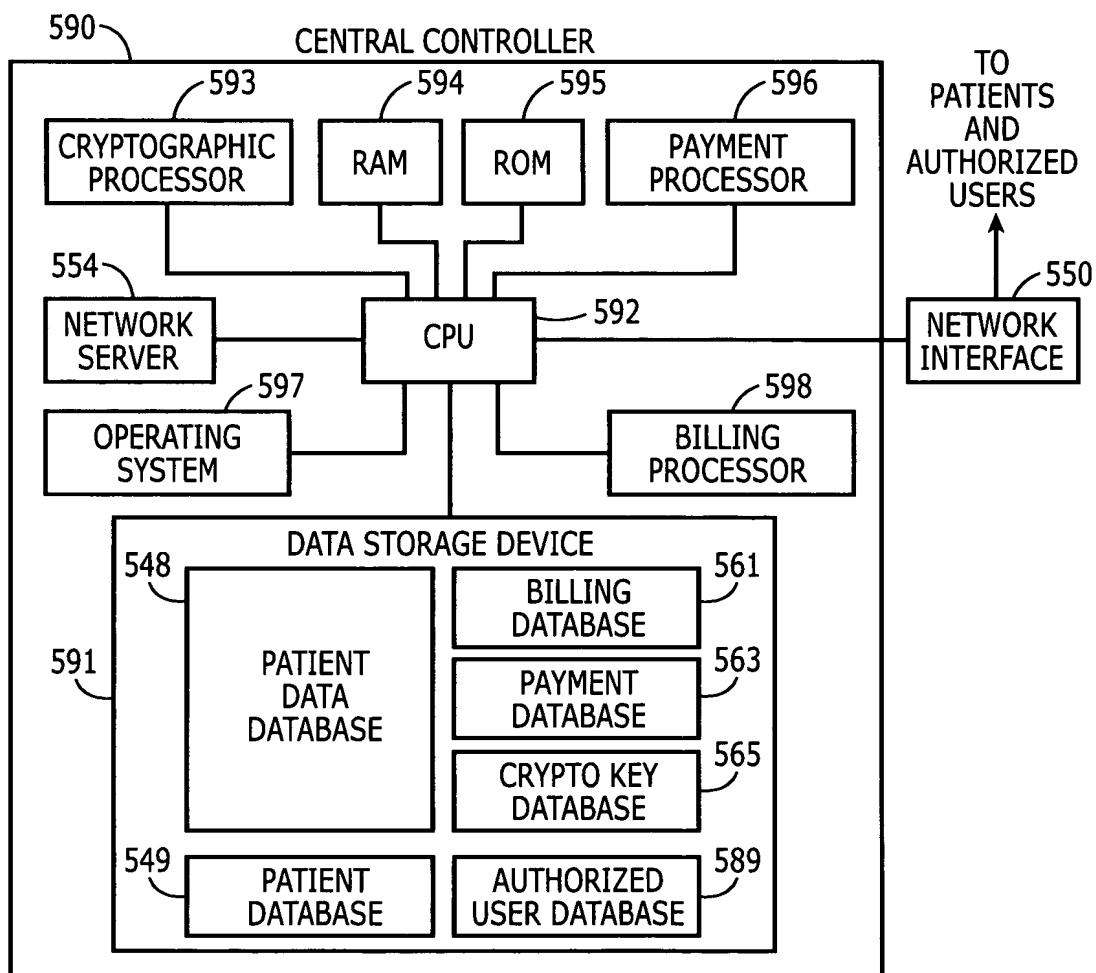 590
CENTRAL CONTROLLER
593
594
595
596
TO
PATIENTS
AND
AUTHORIZED
USERS
CRYPTOGRAPHIC
PROCESSOR
RAM
ROM
PAYMENT
PROCESSOR
554
NETWORK
SERVER
CPU
592
550
NETWORK
INTERFACE
597
OPERATING
SYSTEM
598
BILLING
PROCESSOR
DATA STORAGE DEVICE
591
548
PATIENT
DATA
DATABASE
561
BILLING
DATABASE
563
PAYMENT
DATABASE
565
CRYPTO KEY
DATABASE
549
PATIENT
DATABASE
589
AUTHORIZED
USER DATABASE